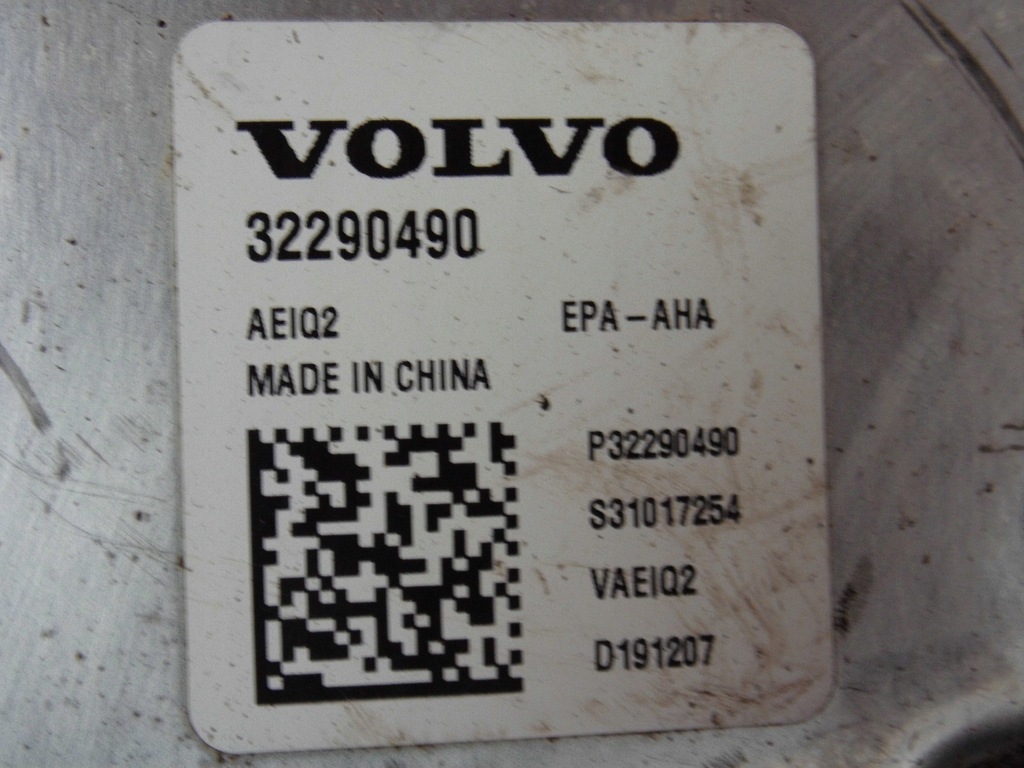 VOLVO
32290490
AEIQ2 EPA-AHA
MADE IN CHINA
P32290490
S31017254
VAEIQ2
D191207